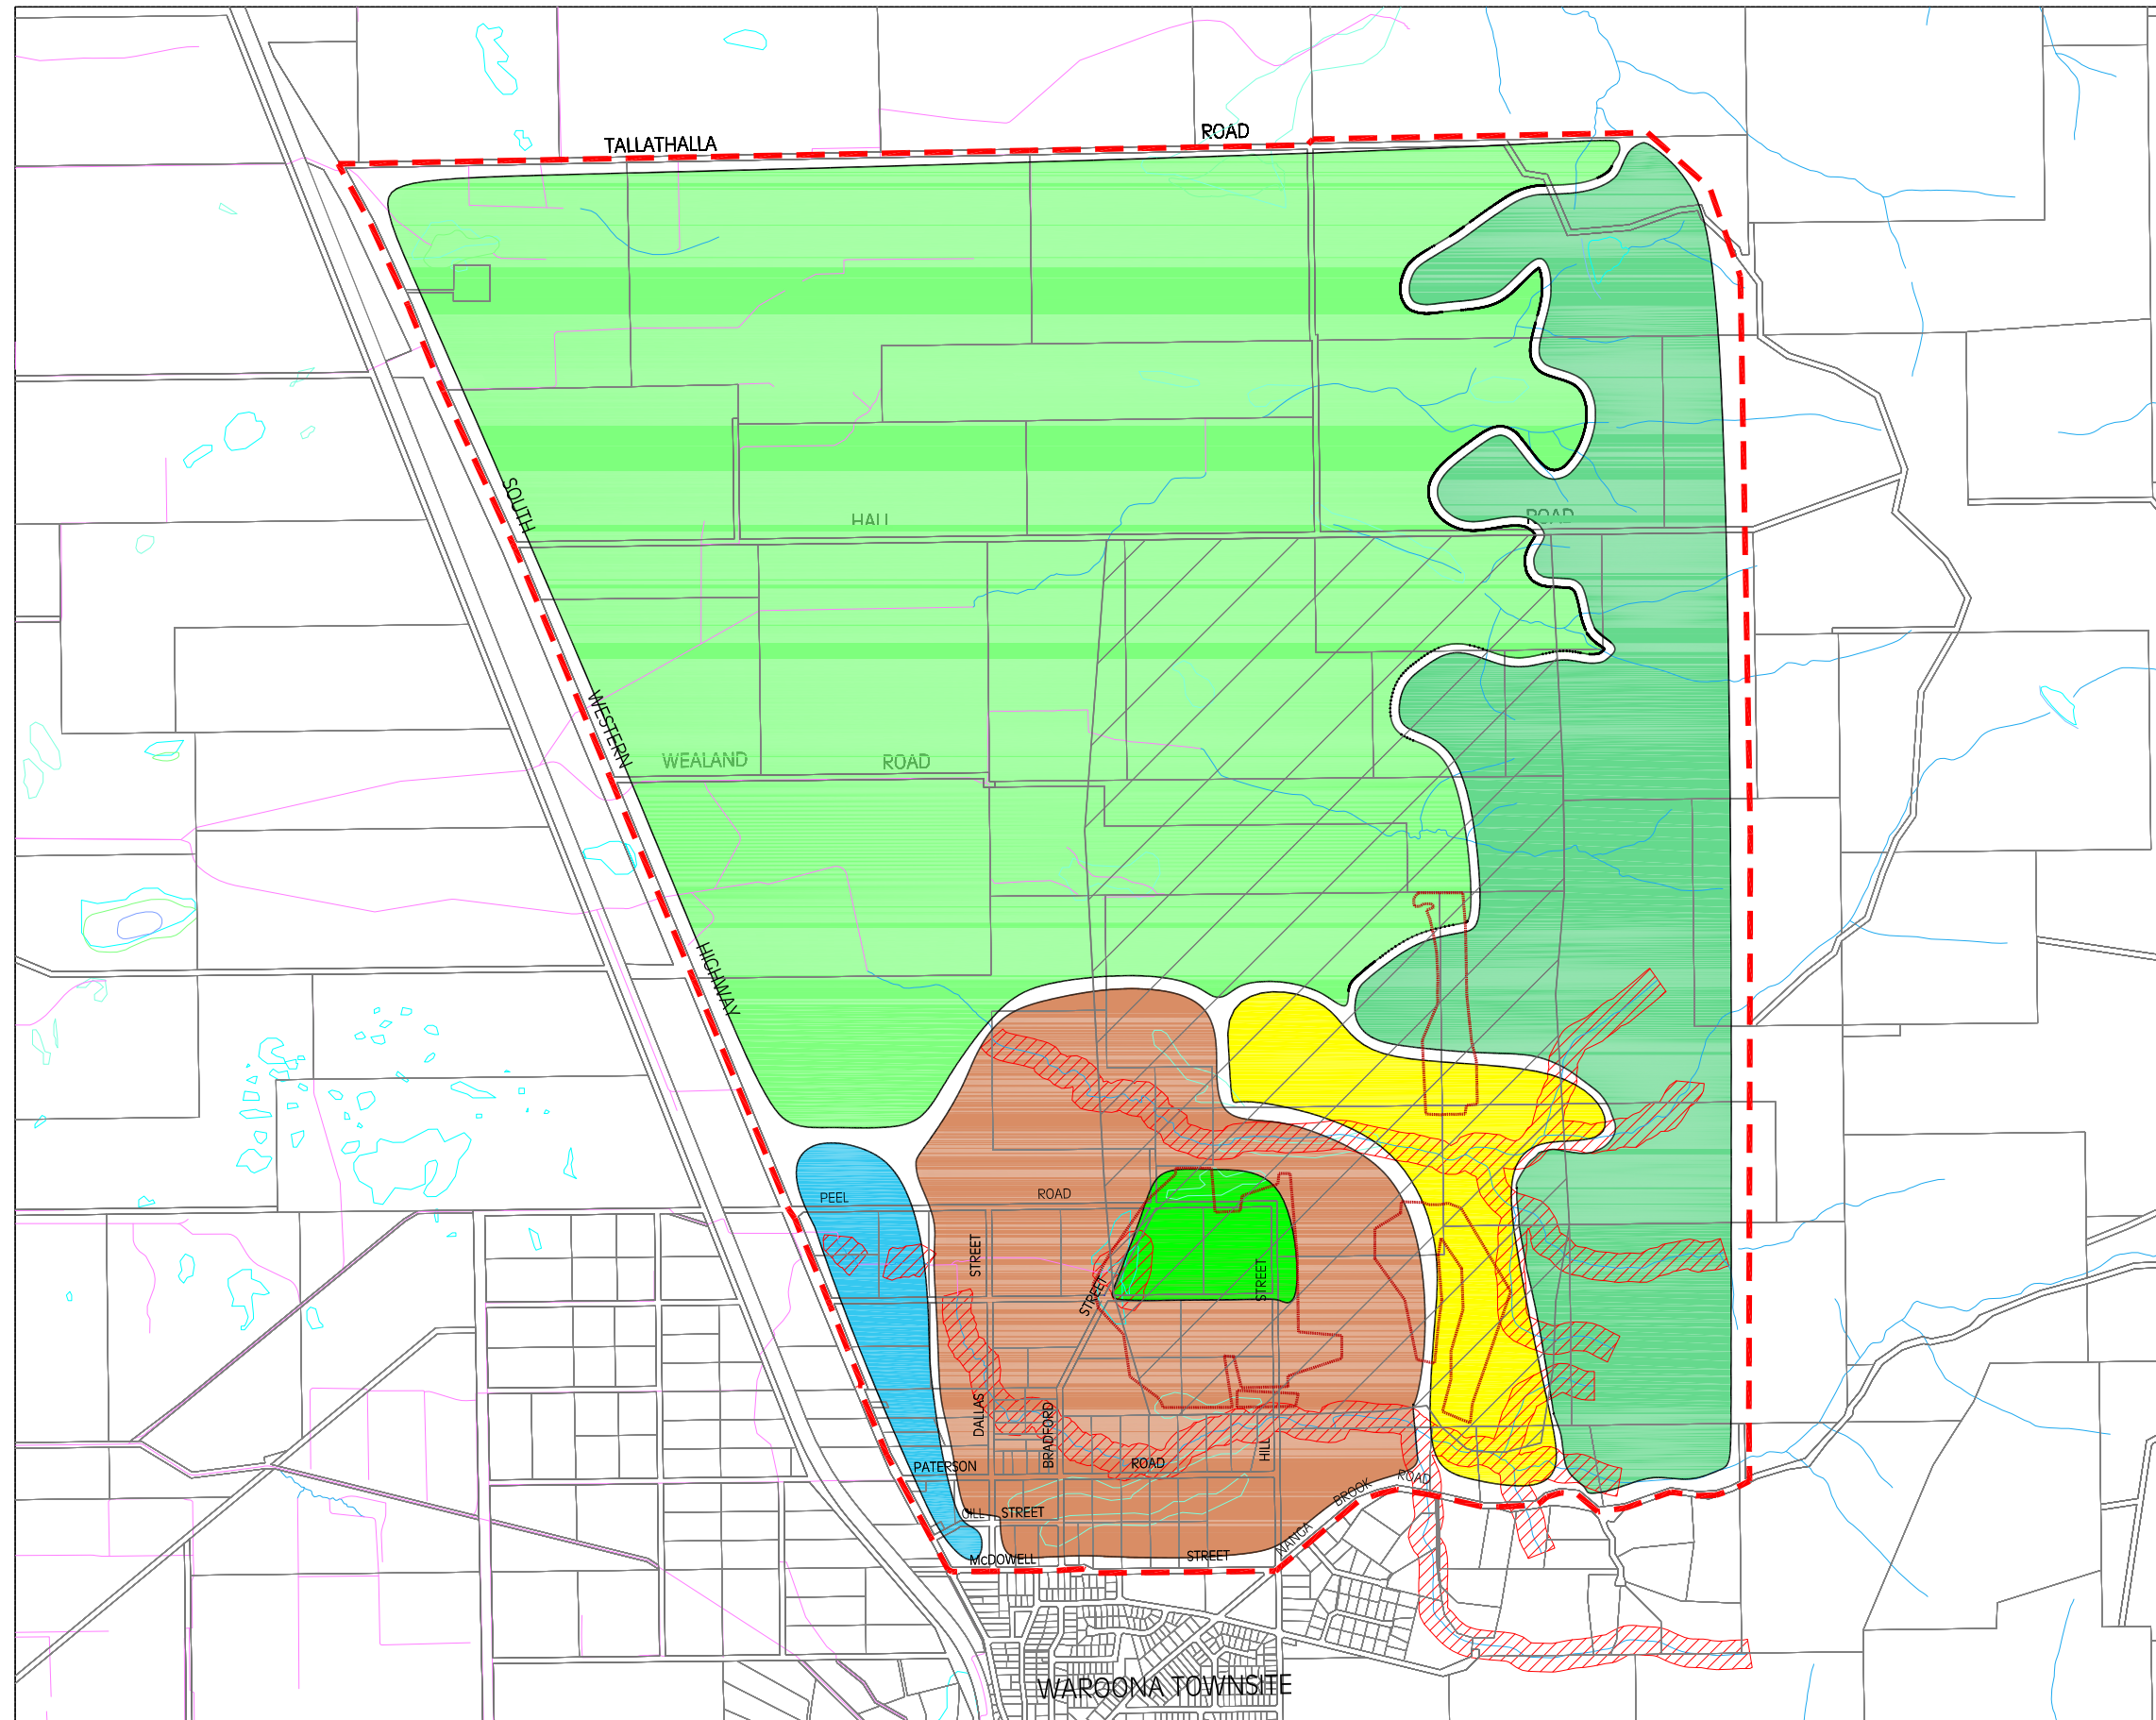 TALLATHALLA ROAD
SOUTH
HALL ROAD
WESTERN
WEALAND ROAD
HIGHWAY
PEEL ROAD
STREET
STREET
STREET
DALLAS
BRADFORD
HILL
PATERSON ROAD
GILL STREET
NANGA BROOK ROAD
McDOWELL STREET
WAROONA TOWNSITE